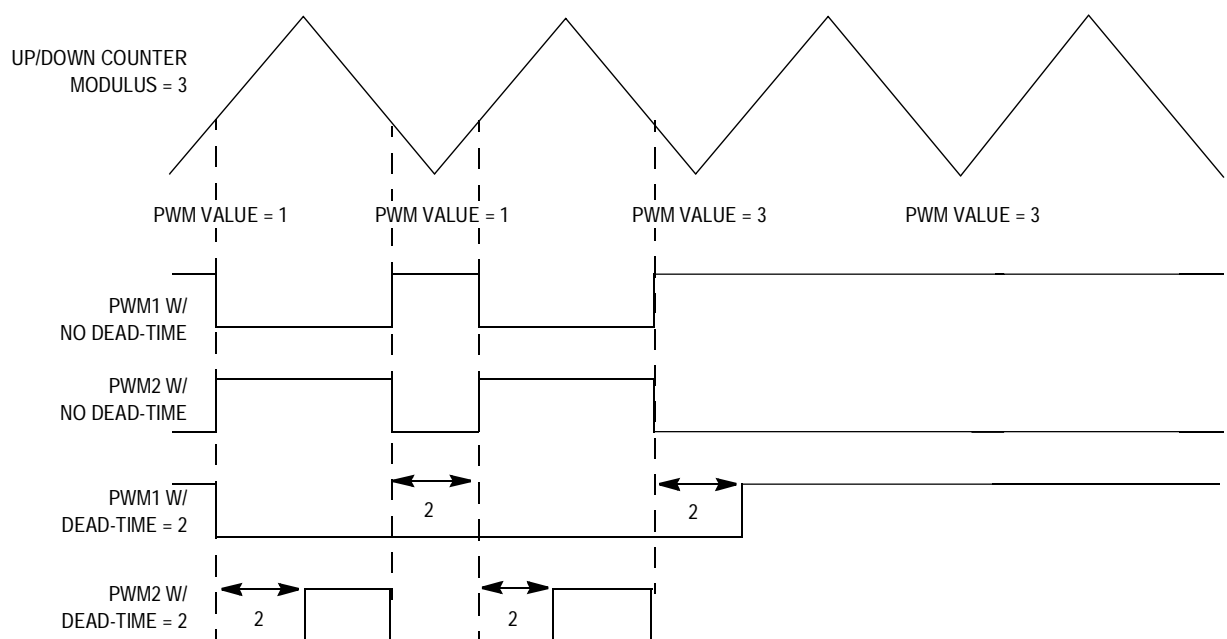 UP/DOWN COUNTER
MODULUS = 3
PWM VALUE = 1
PWM VALUE = 1
PWM VALUE = 3
PWM VALUE = 3
PWM1 W/
NO DEAD-TIME
PWM2 W/
NO DEAD-TIME
PWM1 W/
DEAD-TIME = 2
2
2
PWM2 W/
DEAD-TIME = 2
2
2